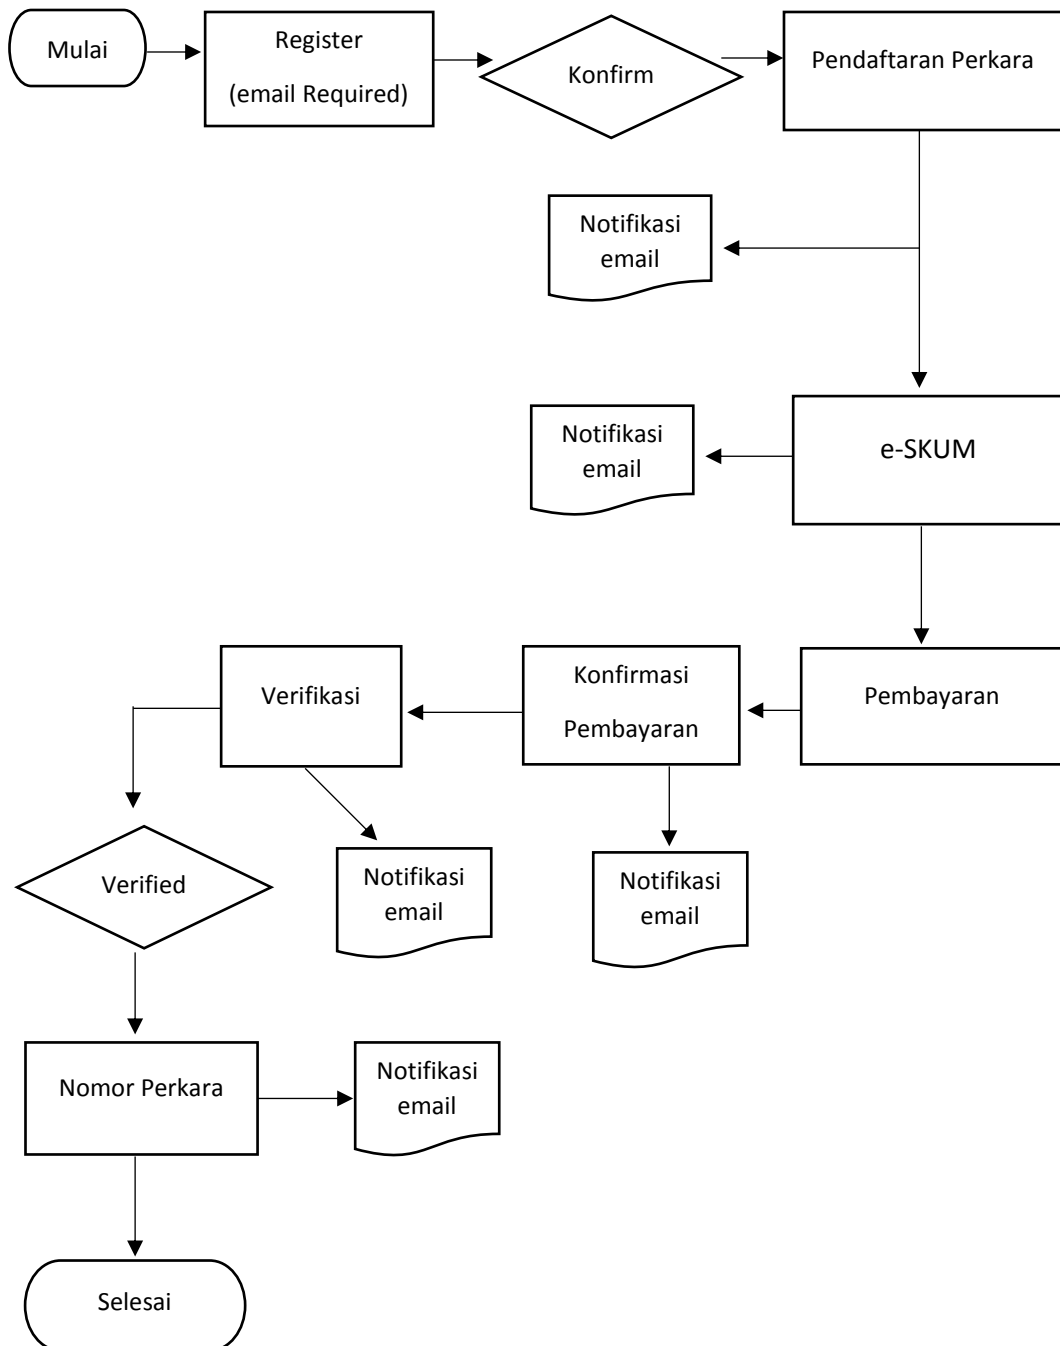 Mulai
Register
(email Required)
Konfirm
Pendaftaran Perkara
Notifikasi
email
Notifikasi
email
e-SKUM
Verifikasi
Konfirmasi
Pembayaran
Pembayaran
Verified
Notifikasi
email
Notifikasi
email
Nomor Perkara
Notifikasi
email
Selesai